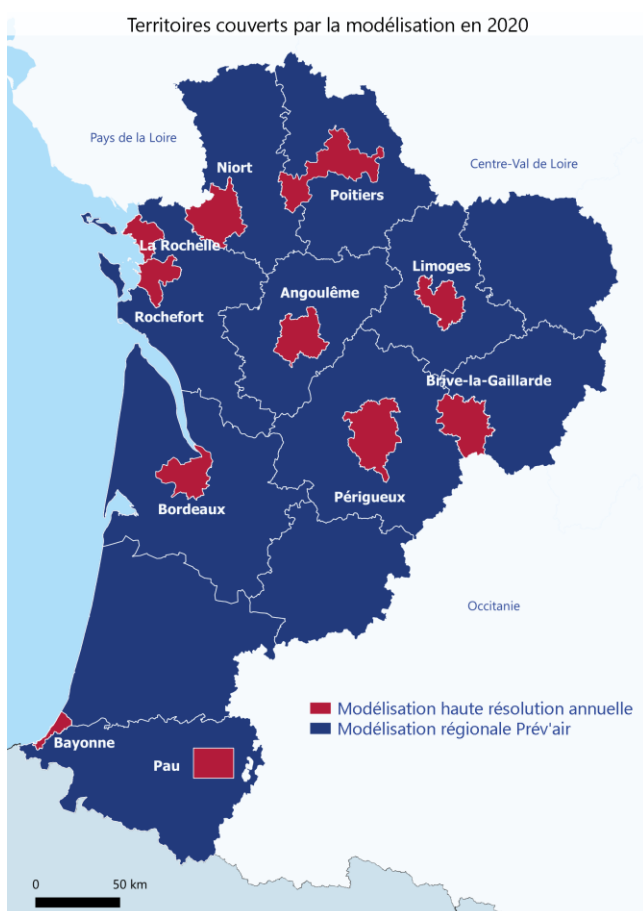 Territoires couverts par la modélisation en 2020
Pays de la Loire
Centre-Val de Loire
Niort
Poitiers
La Rochelle
Limoges
Angoulême
Rochefort
Brive-la-Gaillarde
Périgueux
Bordeaux
Occitanie
Modélisation haute résolution annuelle
Modélisation régionale Prév'air
Bayonne
Pau
0 50 km